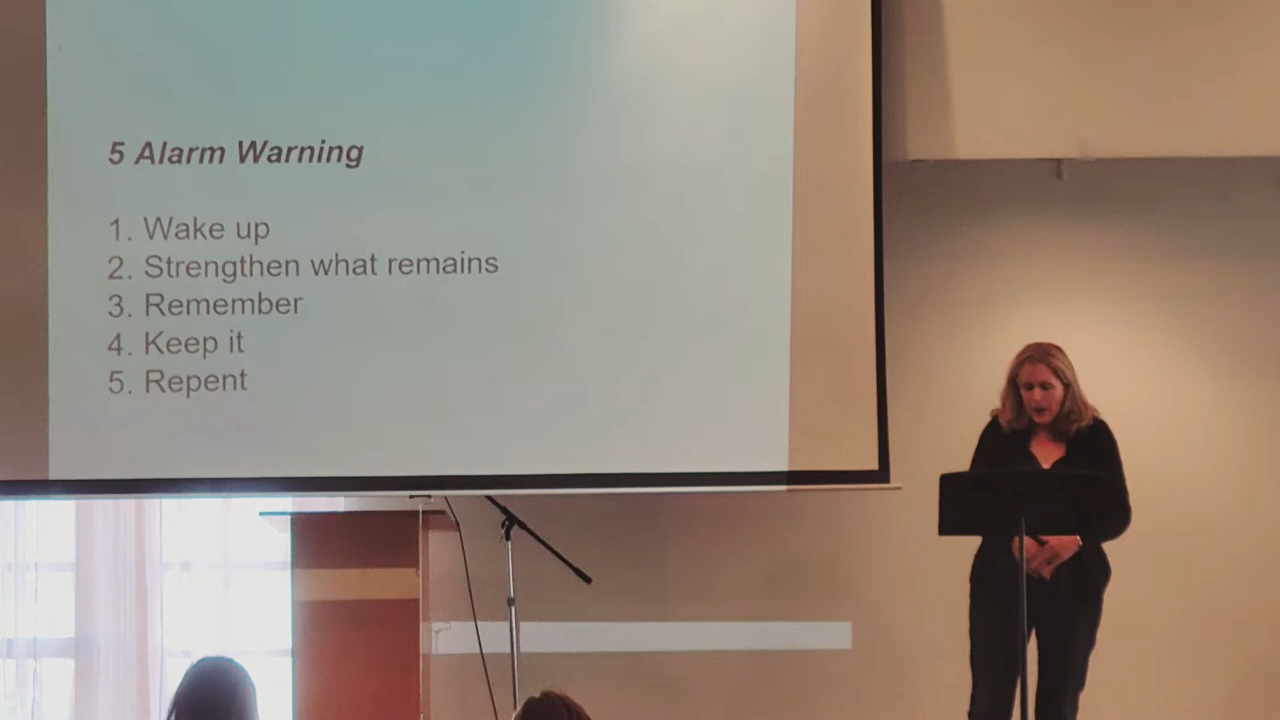 5 Alarm Warning
1. Wake up
2. Strengthen what remains
3. Remember
4. Keep it
5. Repent